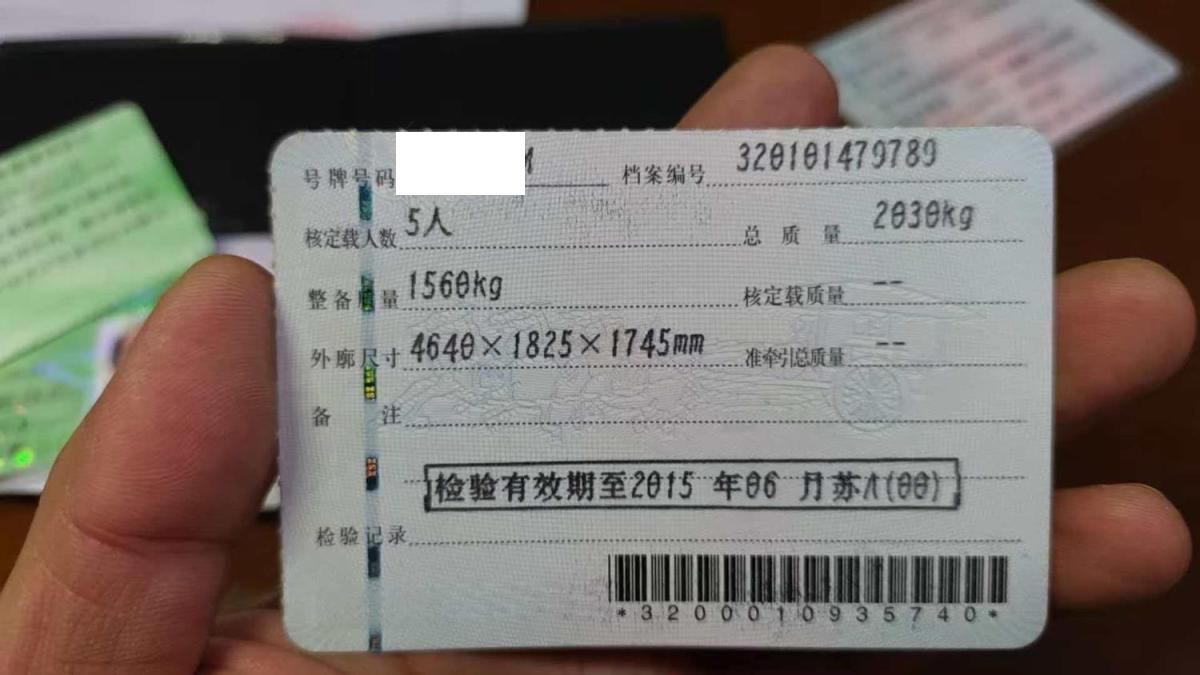 号牌号码 档案编号 320101479789
核定载人数 5人 总质量 2030kg
整备质量 1560kg 核定载质量 --
外廓尺寸 4640×1825×1745mm 准牵引总质量 --
备注
检验有效期至2015 年06 月苏A(00)
检验记录
*3200010935740*